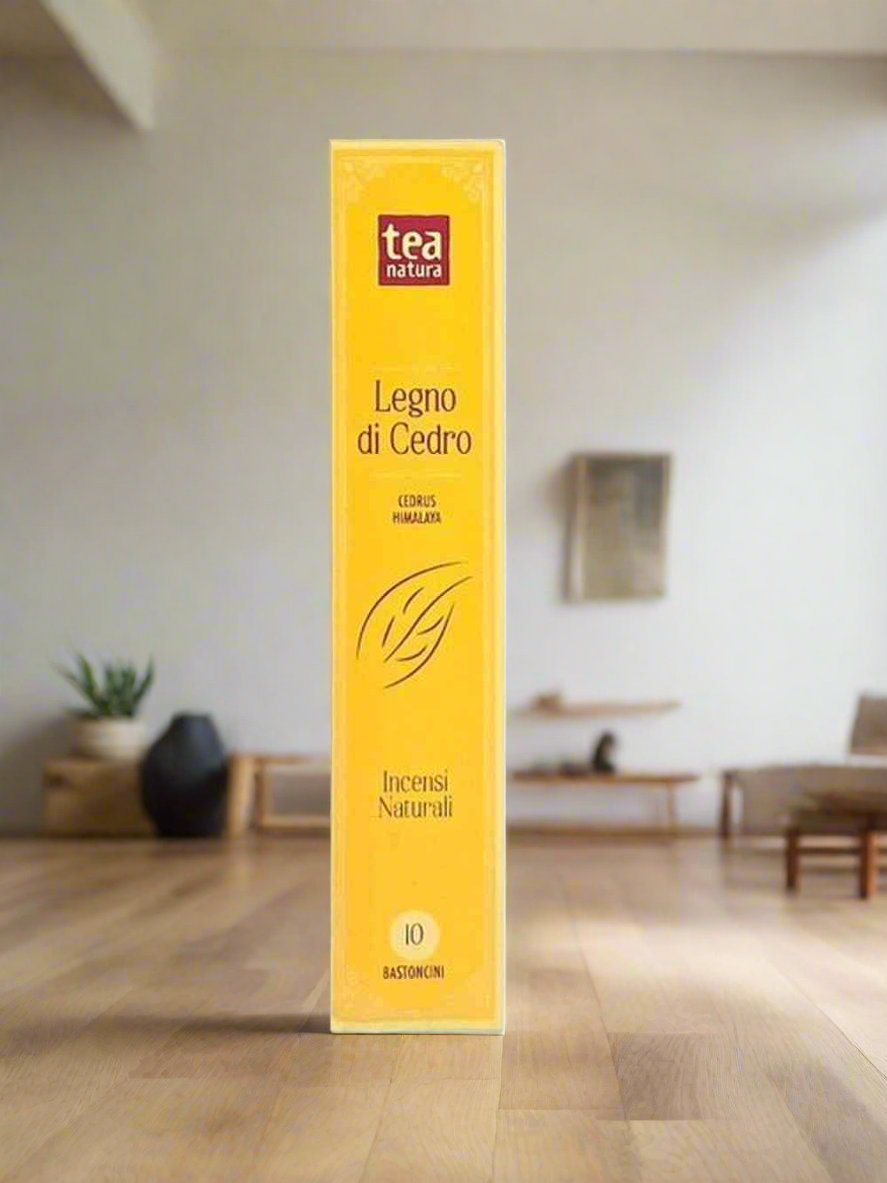 tea
natura
Legno
di Cedro
CEDRUS
HIMALAYA
Incensi
Naturali
10
BASTONCINI